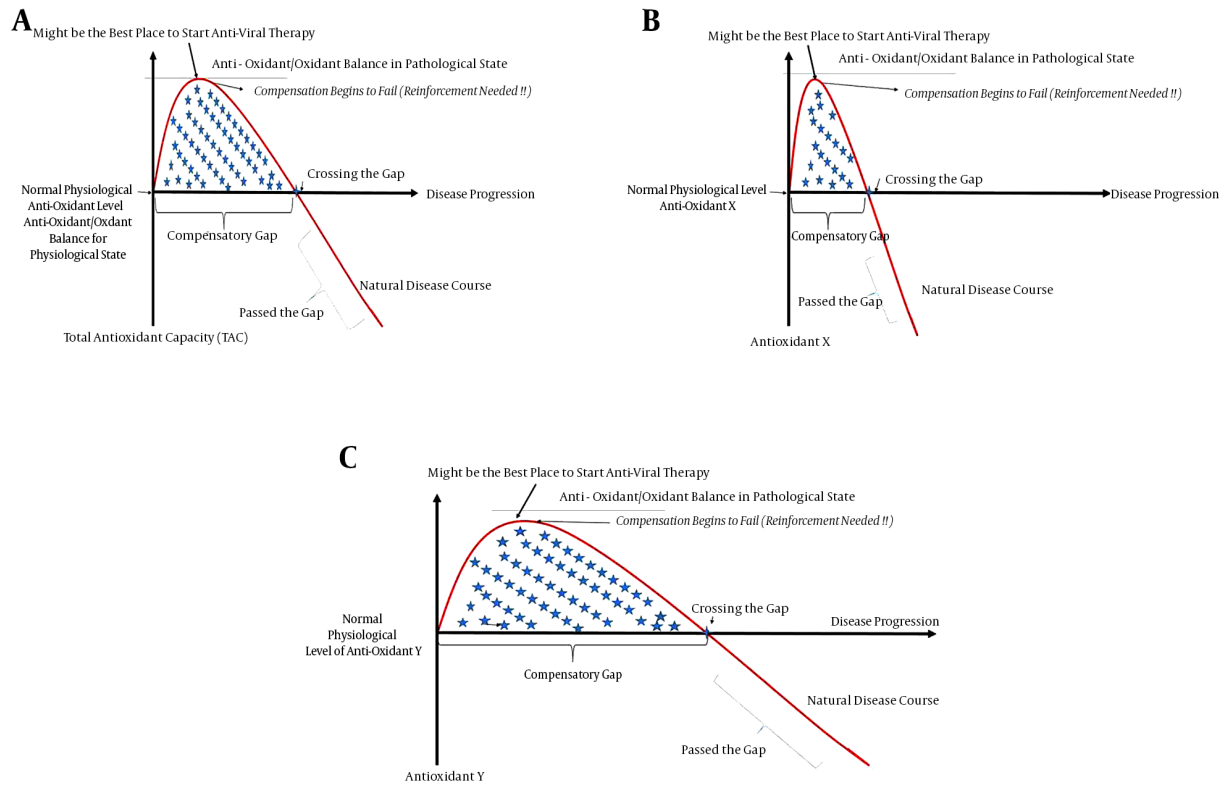 A
Might be the Best Place to Start Anti-Viral Therapy
Anti - Oxidant/Oxidant Balance in Pathological State
Compensation Begins to Fail (Reinforcement Needed !!)
Crossing the Gap
Normal Physiological
Anti-Oxidant Level
Anti-Oxidant/Oxdant
Balance for
Physiological State
Disease Progression
Compensatory Gap
Natural Disease Course
Passed the Gap
Total Antioxidant Capacity (TAC)
B
Might be the Best Place to Start Anti-Viral Therapy
Anti - Oxidant/Oxidant Balance in Pathological State
Compensation Begins to Fail (Reinforcement Needed !!)
Crossing the Gap
Normal Physiological Level
Anti-Oxidant X
Disease Progression
Compensatory Gap
Natural Disease Course
Passed the Gap
Antioxidant X
C
Might be the Best Place to Start Anti-Viral Therapy
Anti - Oxidant/Oxidant Balance in Pathological State
Compensation Begins to Fail (Reinforcement Needed !!)
Crossing the Gap
Disease Progression
Normal
Physiological
Level of Anti-Oxidant Y
Compensatory Gap
Natural Disease Course
Passed the Gap
Antioxidant Y